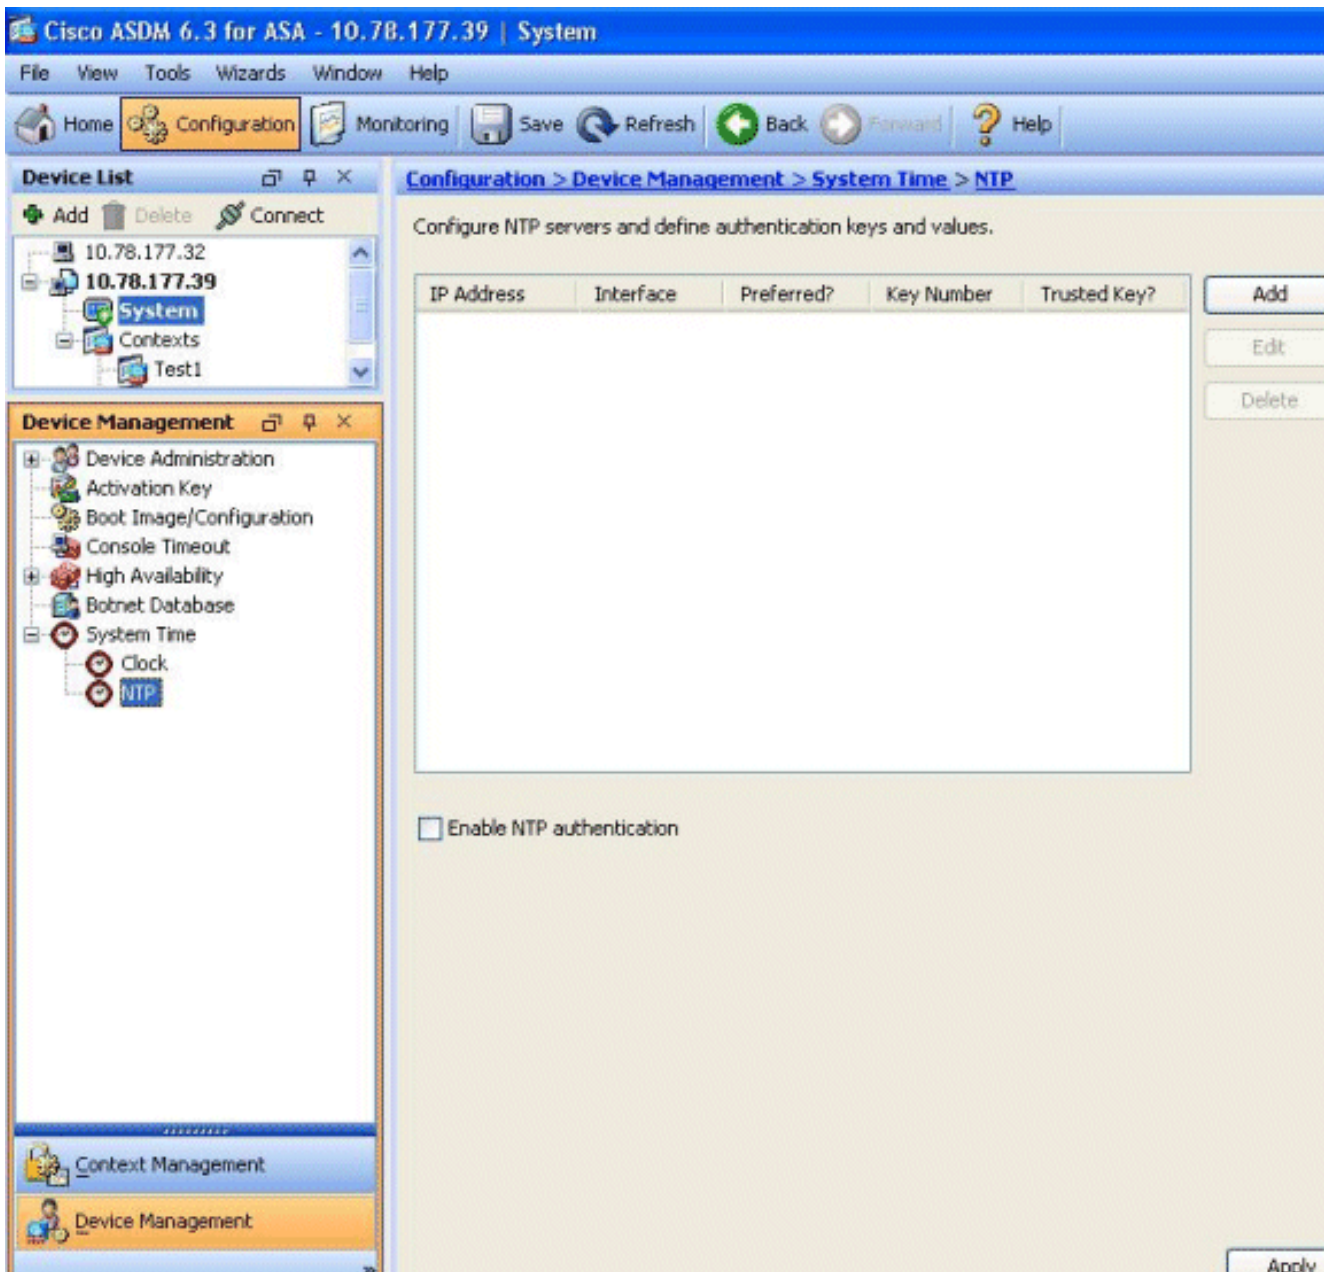 Cisco ASDM 6.3 for ASA - 10.78.177.39 | System
File View Tools Wizards Window Help
Home Configuration Monitoring Save Refresh Back Forward Help
Device List
Add Delete Connect
10.78.177.32
10.78.177.39
System
Contexts
Test1
Device Management
Device Administration
Activation Key
Boot Image/Configuration
Console Timeout
High Availability
Botnet Database
System Time
Clock
NTP
Context Management
Device Management
»
Configuration > Device Management > System Time > NTP
Configure NTP servers and define authentication keys and values.
IP Address Interface Preferred? Key Number Trusted Key?
Add
Edit
Delete
Enable NTP authentication
Apply